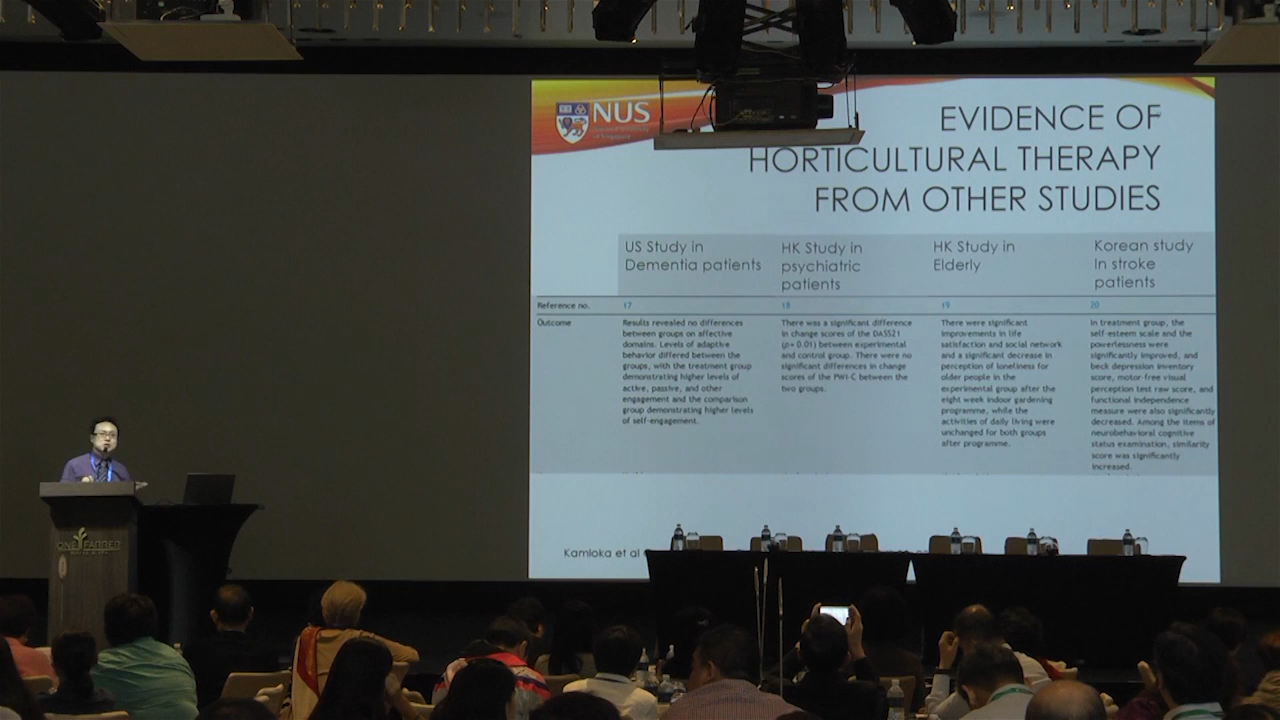 NUS
National University
of Singapore
EVIDENCE OF
HORTICULTURAL THERAPY
FROM OTHER STUDIES
US Study in
Dementia patients
HK Study in
psychiatric
patients
HK Study in
Elderly
Korean study
In stroke
patients
Reference no.
17
18
19
20
Outcome
Results revealed no differences
between groups on affective
domains. Levels of adaptive
behavior differed between the
groups, with the treatment group
demonstrating higher levels of
active, passive, and other
engagement and the comparison
group demonstrating higher levels
of self-engagement.
There was a significant difference
in change scores of the DASS21
(p= 0.01) between experimental
and control group. There were no
significant differences in change
scores of the PWI-C between the
two groups.
There were significant
improvements in life
satisfaction and social network
and a significant decrease in
perception of loneliness for
older people in the
experimental group after the
eight week indoor gardening
programme, while the
activities of daily living were
unchanged for both groups
after programme.
In treatment group, the
self-esteem scale and the
powerlessness were
significantly improved, and
beck depression inventory
score, motor-free visual
perception test raw score, and
functional independence
measure were also significantly
decreased. Among the items of
neurobehavioral cognitive
status examination, similarity
score was significantly
increased.
Kamioka et al
ONE FARRER